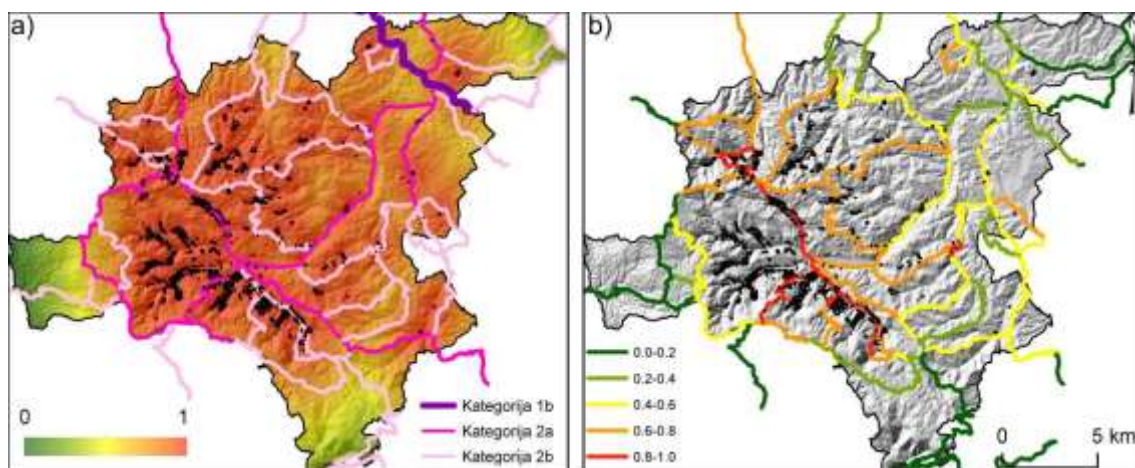 a)
0
1
Kategorija 1b
Kategorija 2a
Kategorija 2b
b)
0.0-0.2
0.2-0.4
0.4-0.6
0.6-0.8
0.8-1.0
0
5 km